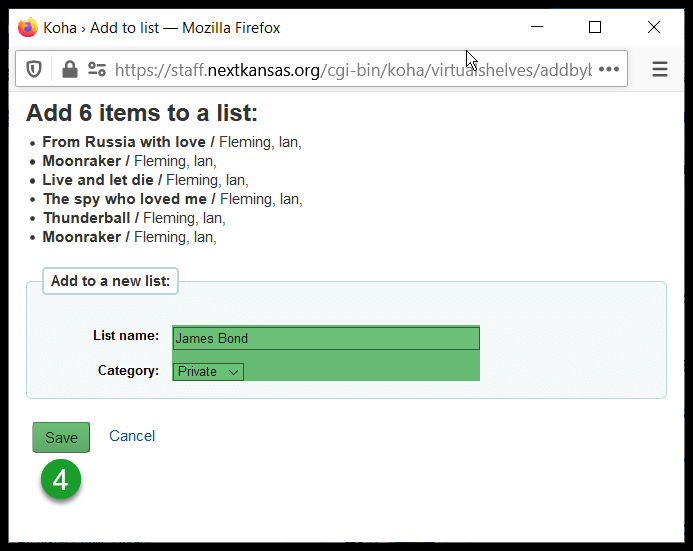 Koha › Add to list — Mozilla Firefox
https://staff.nextkansas.org/cgi-bin/koha/virtualshelves/addbyb
Add 6 items to a list:
From Russia with love / Fleming, Ian,
Moonraker / Fleming, Ian,
Live and let die / Fleming, Ian,
The spy who loved me / Fleming, Ian,
Thunderball / Fleming, Ian,
Moonraker / Fleming, Ian,
Add to a new list:
List name: James Bond
Category: Private
Save Cancel
4